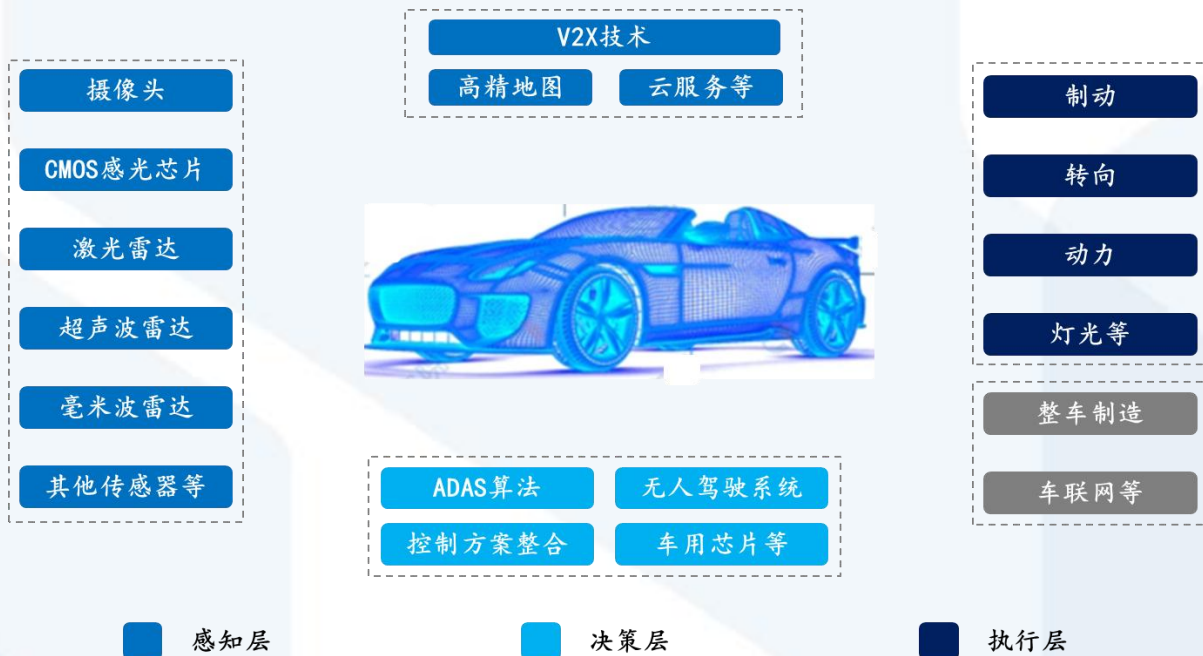 V2X技术
高精地图
云服务等
摄像头
CMOS感光芯片
激光雷达
超声波雷达
毫米波雷达
其他传感器等
制动
转向
动力
灯光等
整车制造
车联网等
ADAS算法
无人驾驶系统
控制方案整合
车用芯片等
感知层
决策层
执行层